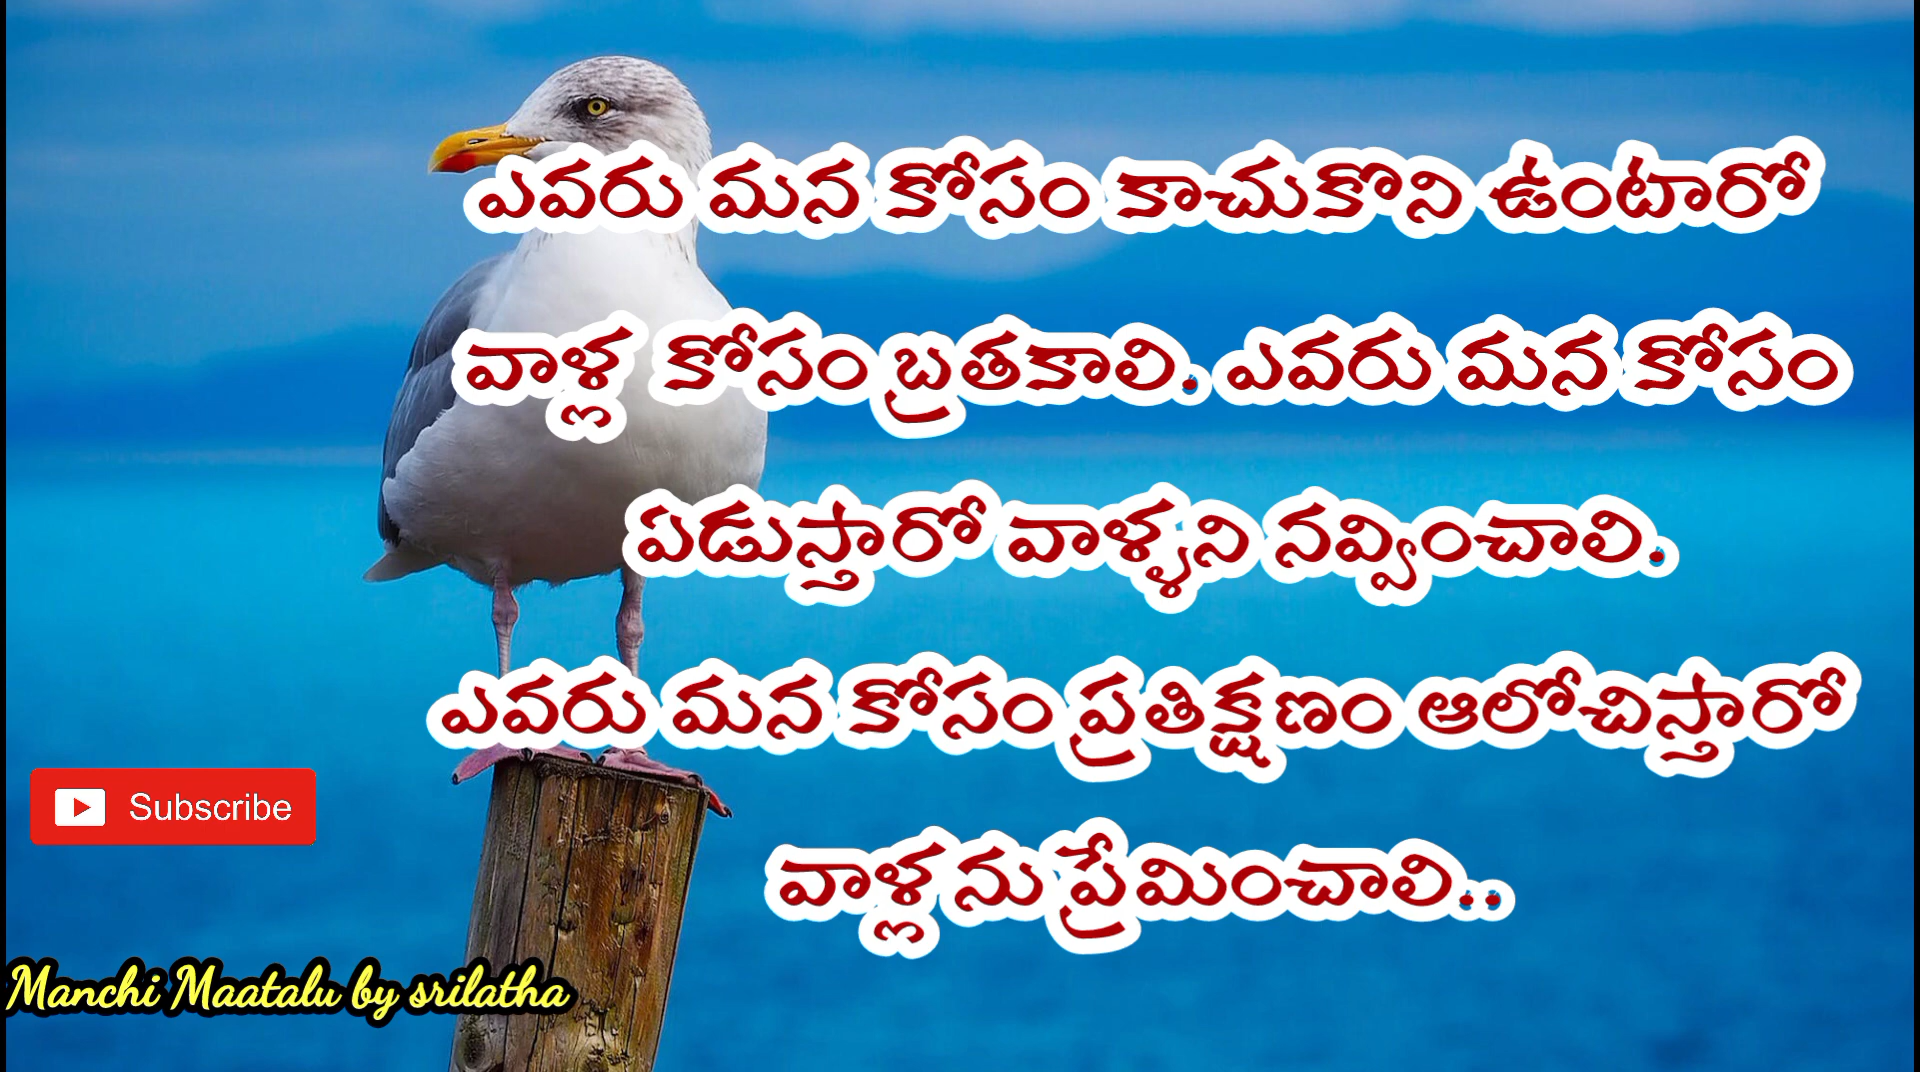 ఎవరు మన కోసం కాచుకొని ఉంటారో
వాళ్ల కోసం బ్రతకాలి. ఎవరు మన కోసం
ఏడుస్తారో వాళ్ళని నవ్వించాలి.
ఎవరు మన కోసం ప్రతిక్షణం ఆలోచిస్తారో
వాళ్లను ప్రేమించాలి..
Subscribe
Manchi Maatalu by srilatha